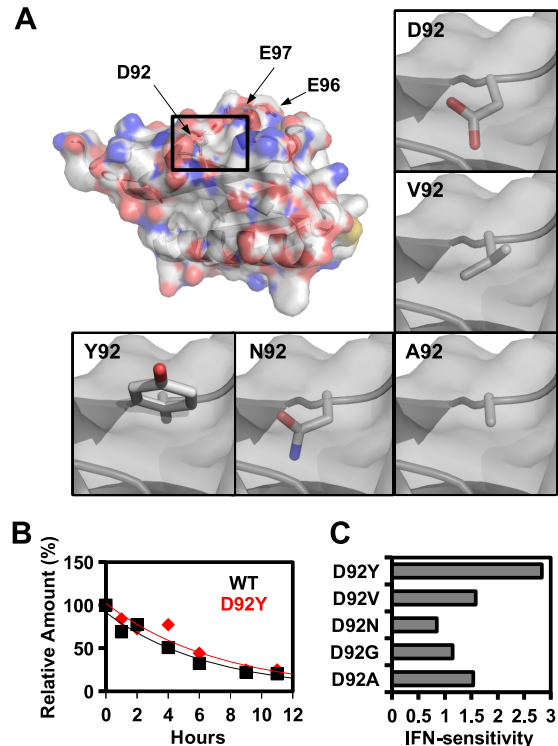 A
D92
E97
E96
D92
V92
Y92
N92
A92
B
Relative Amount (%)
150
100
50
0
WT
D92Y
0 2 4 6 8 10 12
Hours
C
D92Y
D92V
D92N
D92G
D92A
0 0.5 1 1.5 2 2.5 3
IFN-sensitivity